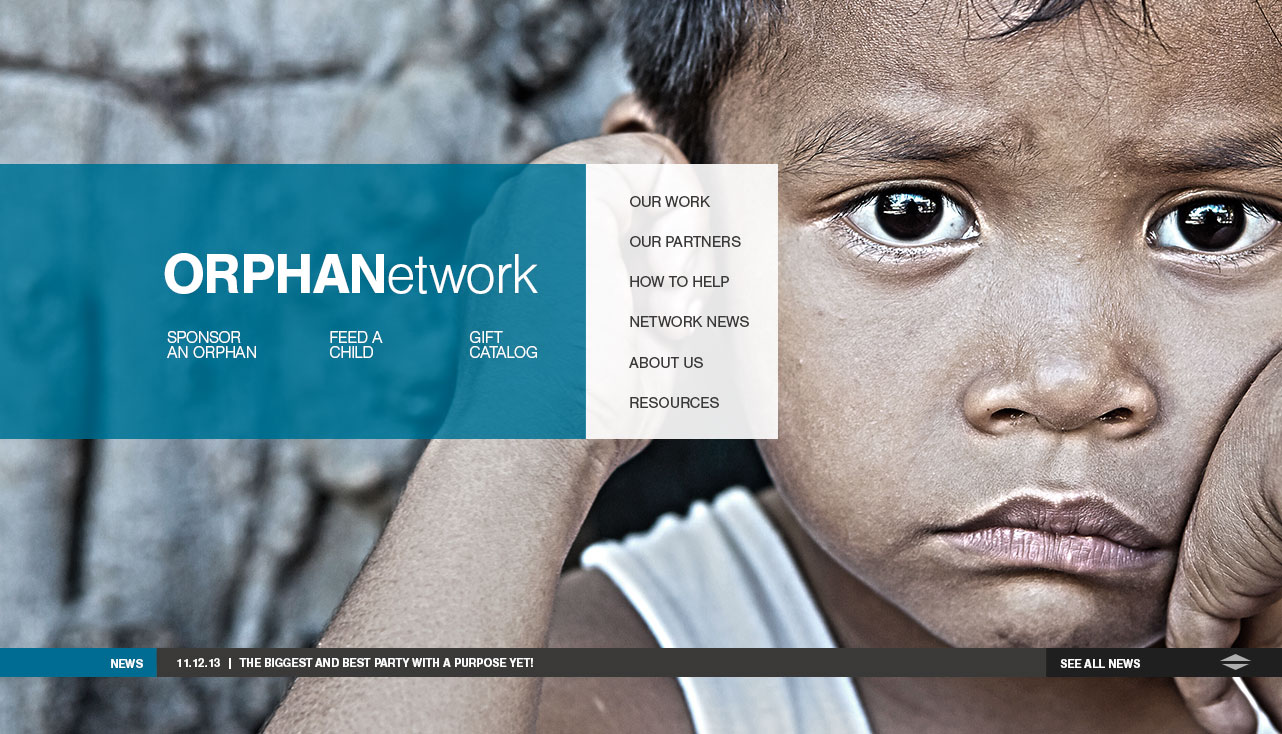 ORPHANetwork
SPONSOR
AN ORPHAN
FEED A
CHILD
GIFT
CATALOG
OUR WORK
OUR PARTNERS
HOW TO HELP
NETWORK NEWS
ABOUT US
RESOURCES
NEWS
11.12.13 | THE BIGGEST AND BEST PARTY WITH A PURPOSE YET!
SEE ALL NEWS